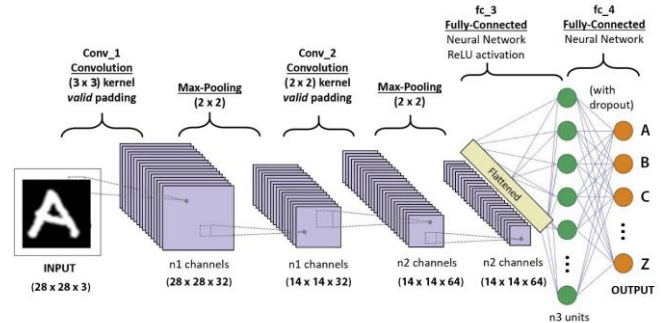 fc_3
Fully-Connected
Neural Network
ReLU activation
fc_4
Fully-Connected
Neural Network
Conv_1
Convolution
(3 x 3) kernel
valid padding
Max-Pooling
(2 x 2)
Conv_2
Convolution
(2 x 2) kernel
valid padding
Max-Pooling
(2 x 2)
(with
dropout)
A
Flattened
A
B
C
Z
INPUT
(28 x 28 x 3)
n1 channels
(28 x 28 x 32)
n1 channels
(14 x 14 x 32)
n2 channels
(14 x 14 x 64)
n2 channels
(14 x 14 x 64)
OUTPUT
n3 units